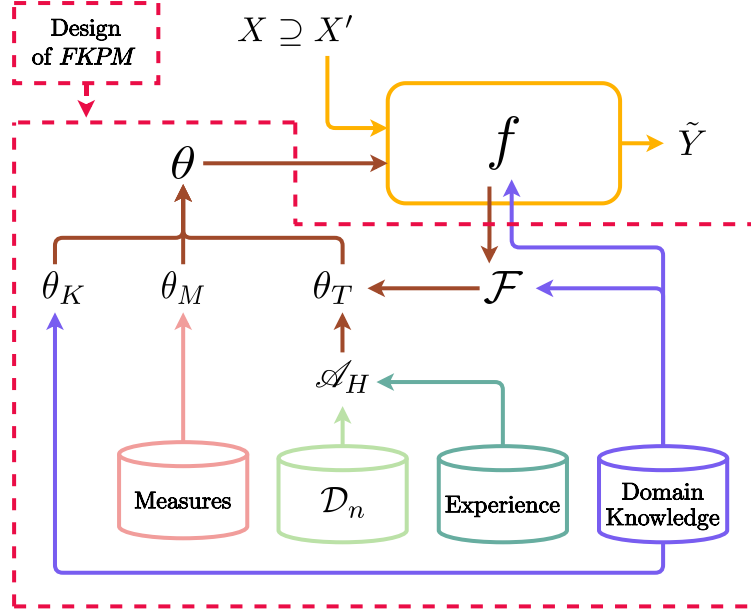 Design
of FKPM
X ⊇ X′
f
Ỹ
θ
θ_K
θ_M
θ_T
ℱ
𝒜_H
Measures
𝒟_n
Experience
Domain
Knowledge